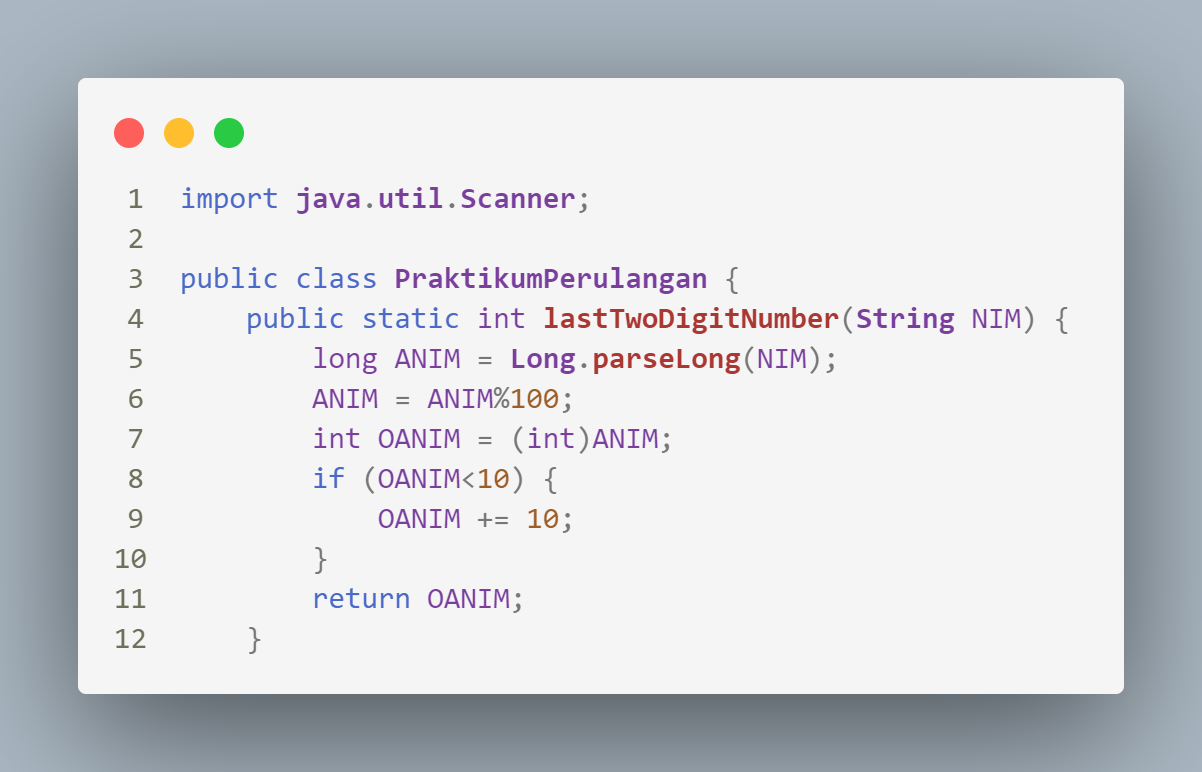 1 import java.util.Scanner;
2
3 public class PraktikumPerulangan {
4     public static int lastTwoDigitNumber(String NIM) {
5         long ANIM = Long.parseLong(NIM);
6         ANIM = ANIM%100;
7         int OANIM = (int)ANIM;
8         if (OANIM<10) {
9             OANIM += 10;
10         }
11         return OANIM;
12     }